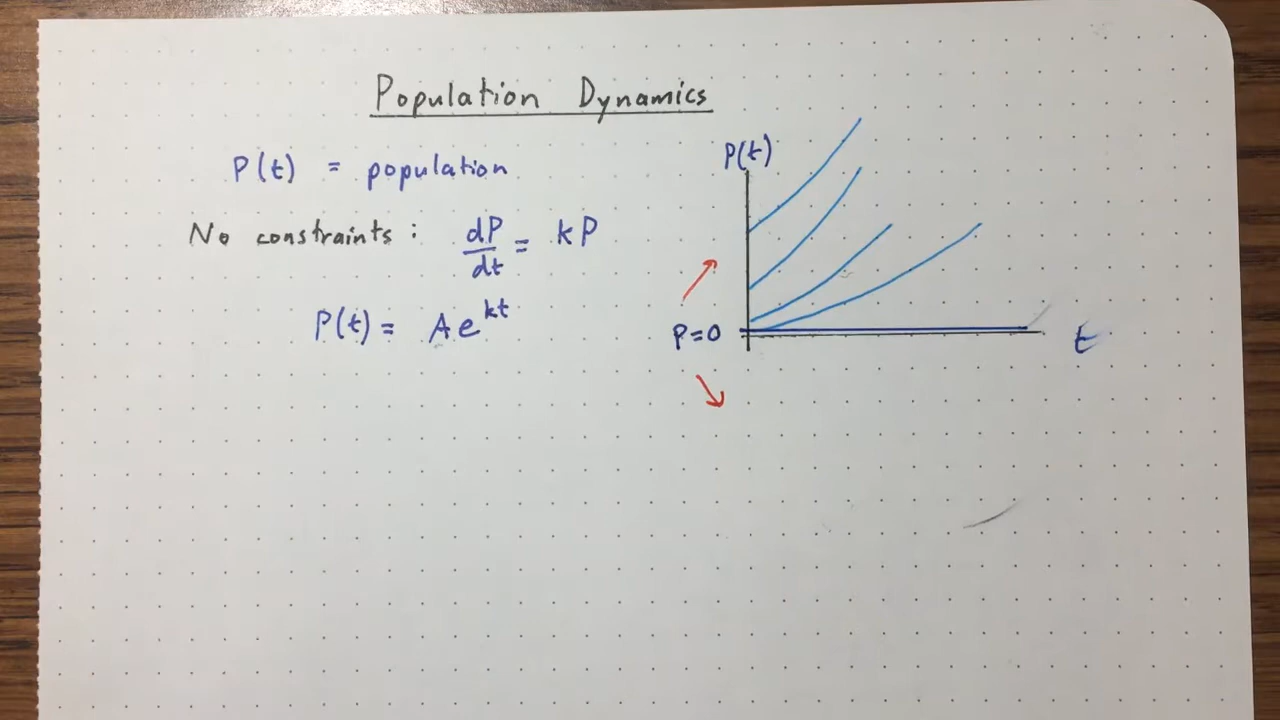 Population Dynamics
P(t) = population
No constraints: dP/dt = kP
P(t) = Ae^kt
P(t)
P=0
t